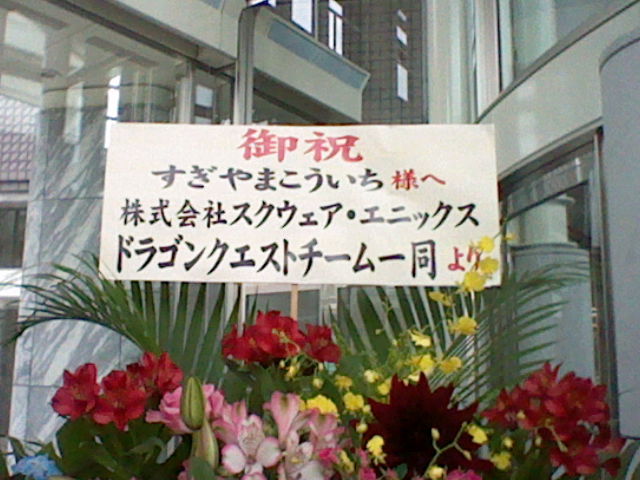 御祝
すぎやまこういち様へ
株式会社スクウェア・エニックス
ドラゴンクエストチーム一同より